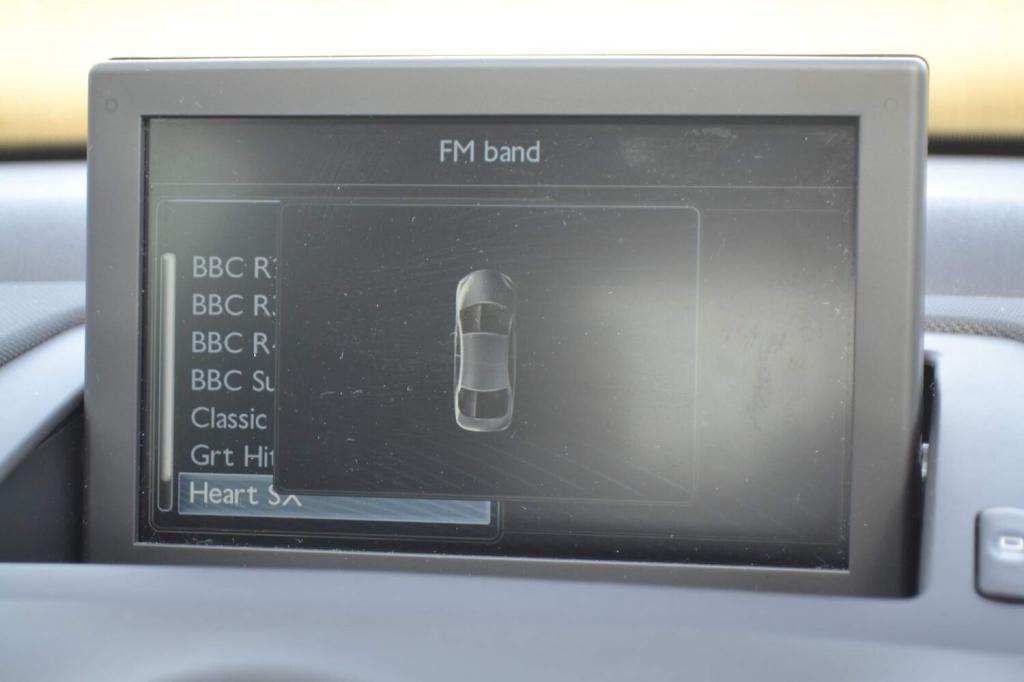 FM band
BBC R
BBC R
BBC R
BBC Su
Classic
Grt Hit
Heart SX